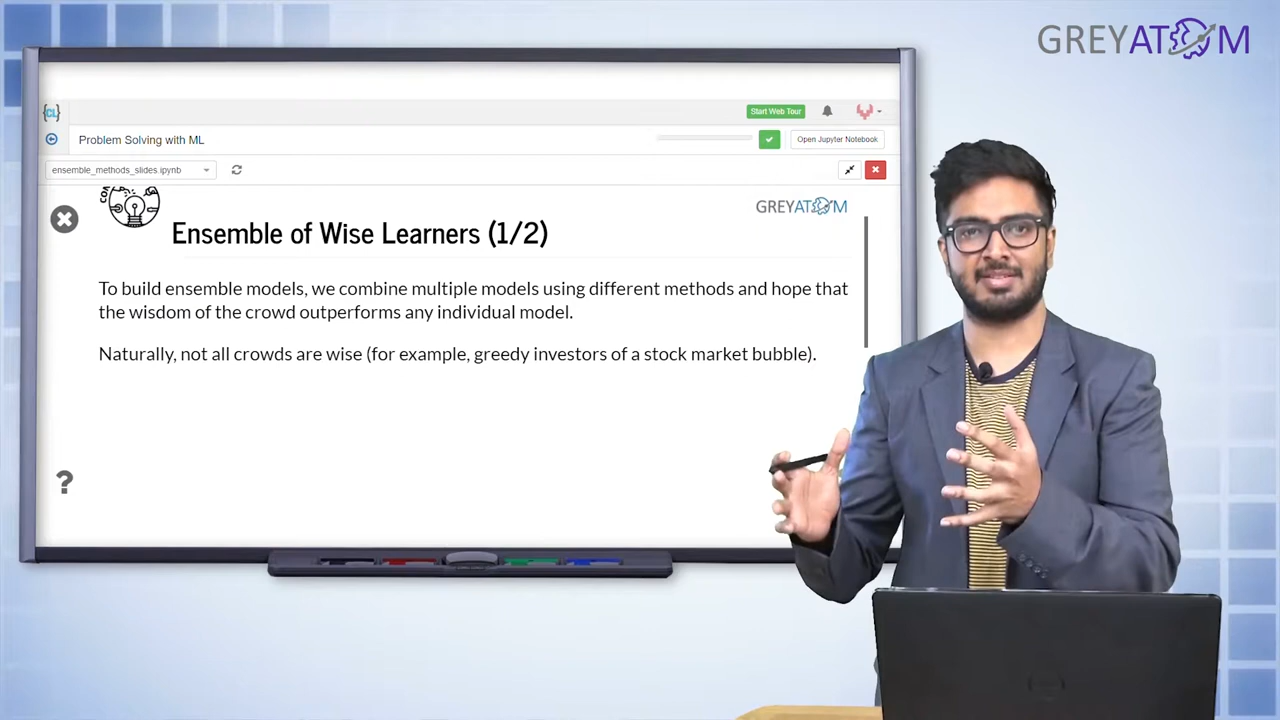 GREYATOM
Start Web Tour
Problem Solving with ML
Open Jupyter Notebook
ensemble_methods_slides.ipynb
GREYATOM
Ensemble of Wise Learners (1/2)
To build ensemble models, we combine multiple models using different methods and hope that
the wisdom of the crowd outperforms any individual model.
Naturally, not all crowds are wise (for example, greedy investors of a stock market bubble).
?